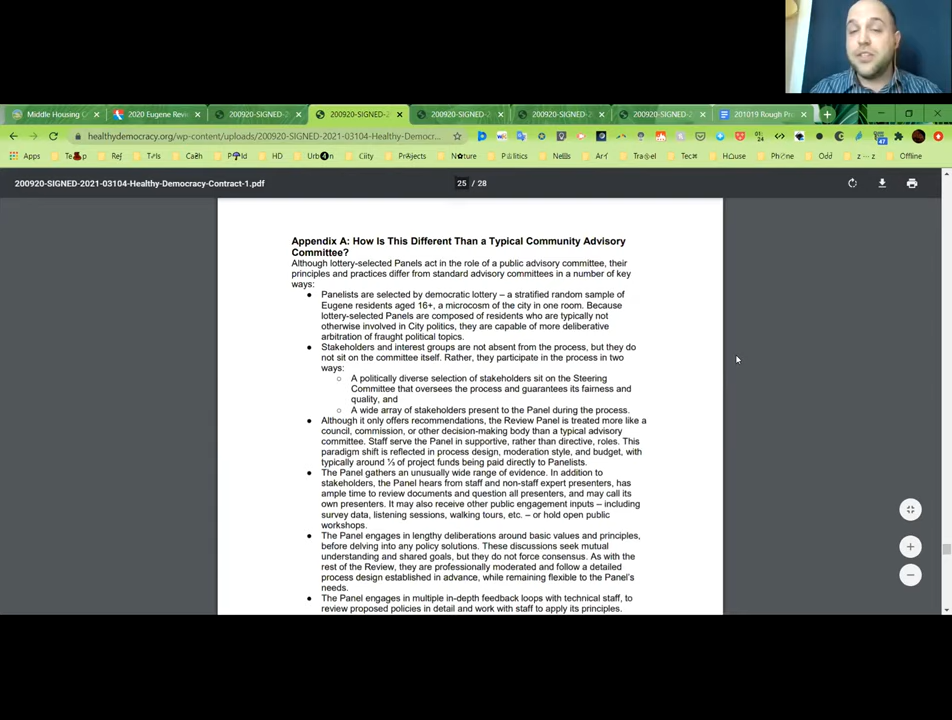 Middle Housing C
2020 Eugene Revi
200920-SIGNED-2
200920-SIGNED-2
200920-SIGNED-2
200920-SIGNED-2
200920-SIGNED-2
201019 Rough Pro
healthydemocracy.org/wp-content/uploads/200920-SIGNED-2021-03104-Healthy-Democr...
Apps
Ref
HD
City
Projects
Nature
Politics
Art
Travel
Tech
House
Phone
Odd
Offline
200920-SIGNED-2021-03104-Healthy-Democracy-Contract-1.pdf
25 / 28
Appendix A: How Is This Different Than a Typical Community Advisory
Committee?
Although lottery-selected Panels act in the role of a public advisory committee, their
principles and practices differ from standard advisory committees in a number of key
ways:
● Panelists are selected by democratic lottery – a stratified random sample of
Eugene residents aged 16+, a microcosm of the city in one room. Because
lottery-selected Panels are composed of residents who are typically not
otherwise involved in City politics, they are capable of more deliberative
arbitration of fraught political topics.
● Stakeholders and interest groups are not absent from the process, but they do
not sit on the committee itself. Rather, they participate in the process in two
ways:
○ A politically diverse selection of stakeholders sit on the Steering
Committee that oversees the process and guarantees its fairness and
quality, and
○ A wide array of stakeholders present to the Panel during the process.
● Although it only offers recommendations, the Review Panel is treated more like a
council, commission, or other decision-making body than a typical advisory
committee. Staff serve the Panel in supportive, rather than directive, roles. This
paradigm shift is reflected in process design, moderation style, and budget, with
typically around ⅓ of project funds being paid directly to Panelists.
● The Panel gathers an unusually wide range of evidence. In addition to
stakeholders, the Panel hears from staff and non-staff expert presenters, has
ample time to review documents and question all presenters, and may call its
own presenters. It may also receive other public engagement inputs – including
survey data, listening sessions, walking tours, etc. – or hold open public
workshops.
● The Panel engages in lengthy deliberations around basic values and principles,
before delving into any policy solutions. These discussions seek mutual
understanding and shared goals, but they do not force consensus. As with the
rest of the Review, they are professionally moderated and follow a detailed
process design established in advance, while remaining flexible to the Panel's
needs.
● The Panel engages in multiple in-depth feedback loops with technical staff, to
review proposed policies in detail and work with staff to apply its principles.